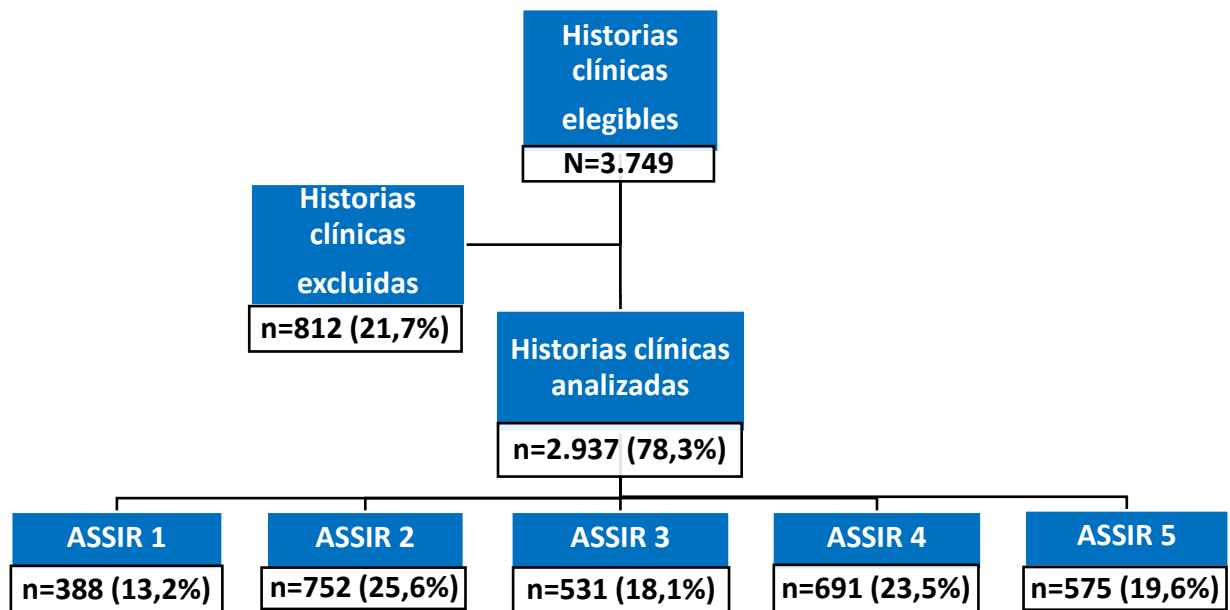 Historias
clínicas
elegibles
N=3.749
Historias
clínicas
excluidas
n=812 (21,7%)
Historias clínicas
analizadas
n=2.937 (78,3%)
ASSIR 1
n=388 (13,2%)
ASSIR 2
n=752 (25,6%)
ASSIR 3
n=531 (18,1%)
ASSIR 4
n=691 (23,5%)
ASSIR 5
n=575 (19,6%)